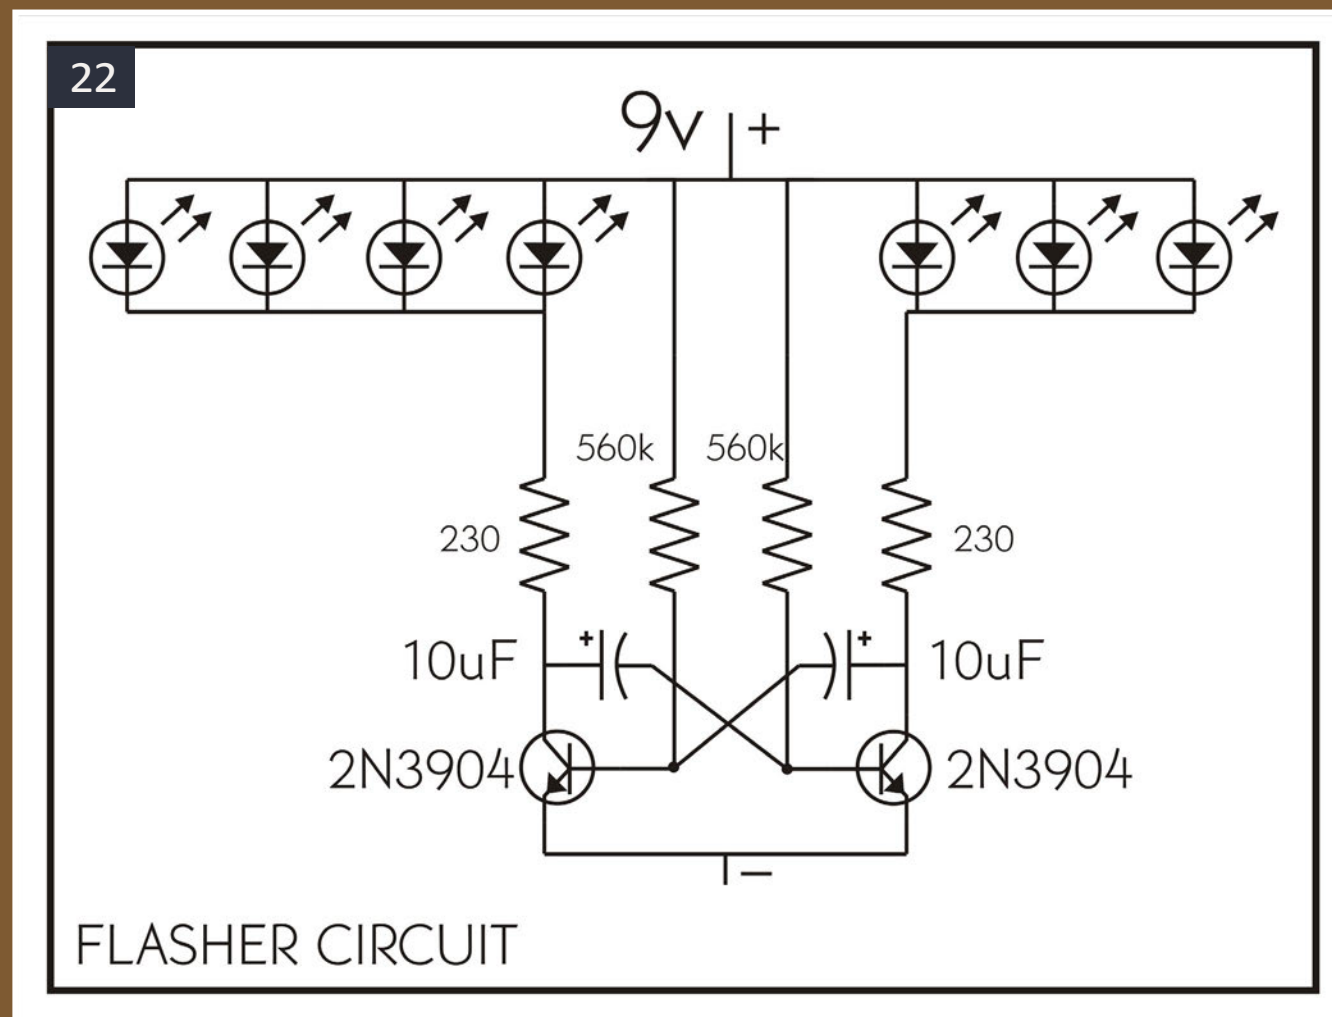 22
9v +
560k 560k
230 230
+ +
10uF 10uF
2N3904 2N3904
−
FLASHER CIRCUIT